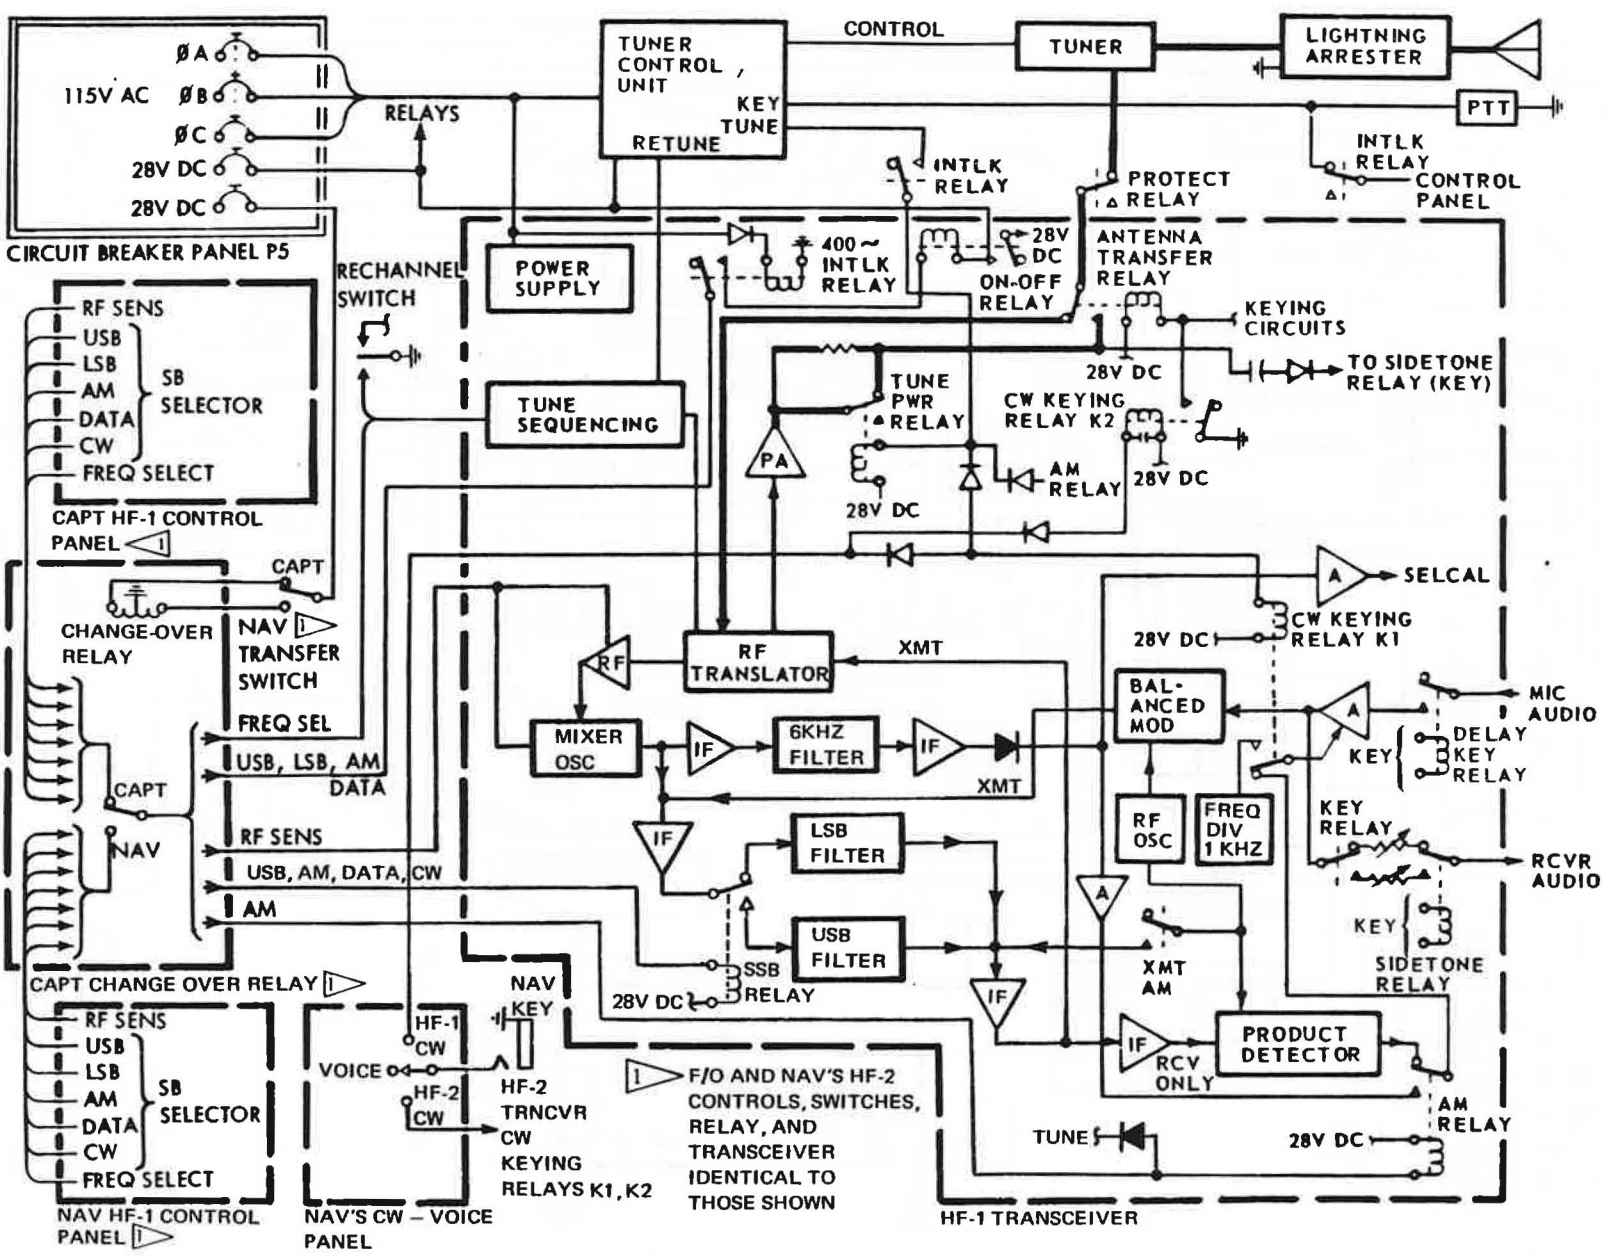 ØA
115V AC ØB
ØC
28V DC
28V DC
CIRCUIT BREAKER PANEL P5
RELAYS
TUNER
CONTROL
UNIT
KEY
TUNE
RETUNE
CONTROL
TUNER
LIGHTNING
ARRESTER
PTT
INTLK
RELAY
CONTROL
PANEL
INTLK
RELAY
PROTECT
RELAY
ANTENNA
TRANSFER
RELAY
28V
DC
ON-OFF
RELAY
400~
INTLK
RELAY
POWER
SUPPLY
RECHANNEL
SWITCH
KEYING
CIRCUITS
28V DC
TO SIDETONE
RELAY (KEY)
TUNE
PWR
RELAY
CW KEYING
RELAY K2
28V DC
AM
RELAY
28V DC
PA
TUNE
SEQUENCING
RF SENS
USB
LSB
AM
DATA
CW
FREQ SELECT
SB
SELECTOR
CAPT HF-1 CONTROL
PANEL 1
CAPT
NAV 1
TRANSFER
SWITCH
CHANGE-OVER
RELAY
FREQ SEL
USB, LSB, AM
DATA
CAPT
NAV
RF SENS
USB, AM, DATA, CW
AM
CAPT CHANGE OVER RELAY 1
RF
RF
TRANSLATOR
XMT
MIXER
OSC
IF
6KHZ
FILTER
IF
XMT
IF
LSB
FILTER
USB
FILTER
SSB
RELAY
28V DC
A
SELCAL
28V DC
CW KEYING
RELAY K1
BAL-
ANCED
MOD
A
MIC
AUDIO
KEY
DELAY
KEY
RELAY
RF
OSC
FREQ
DIV
1 KHZ
KEY
RELAY
RCVR
AUDIO
A
KEY
SIDETONE
RELAY
XMT
AM
IF
IF
RCV
ONLY
PRODUCT
DETECTOR
AM
RELAY
28V DC
TUNE
HF-1 TRANSCEIVER
RF SENS
USB
LSB
AM
DATA
CW
FREQ SELECT
SB
SELECTOR
NAV HF-1 CONTROL
PANEL 1
HF-1
CW
VOICE
HF-2
CW
NAV
KEY
HF-2
TRNCVR
CW
KEYING
RELAYS K1, K2
NAV'S CW – VOICE
PANEL
1 F/O AND NAV'S HF-2
CONTROLS, SWITCHES,
RELAY, AND
TRANSCEIVER
IDENTICAL TO
THOSE SHOWN